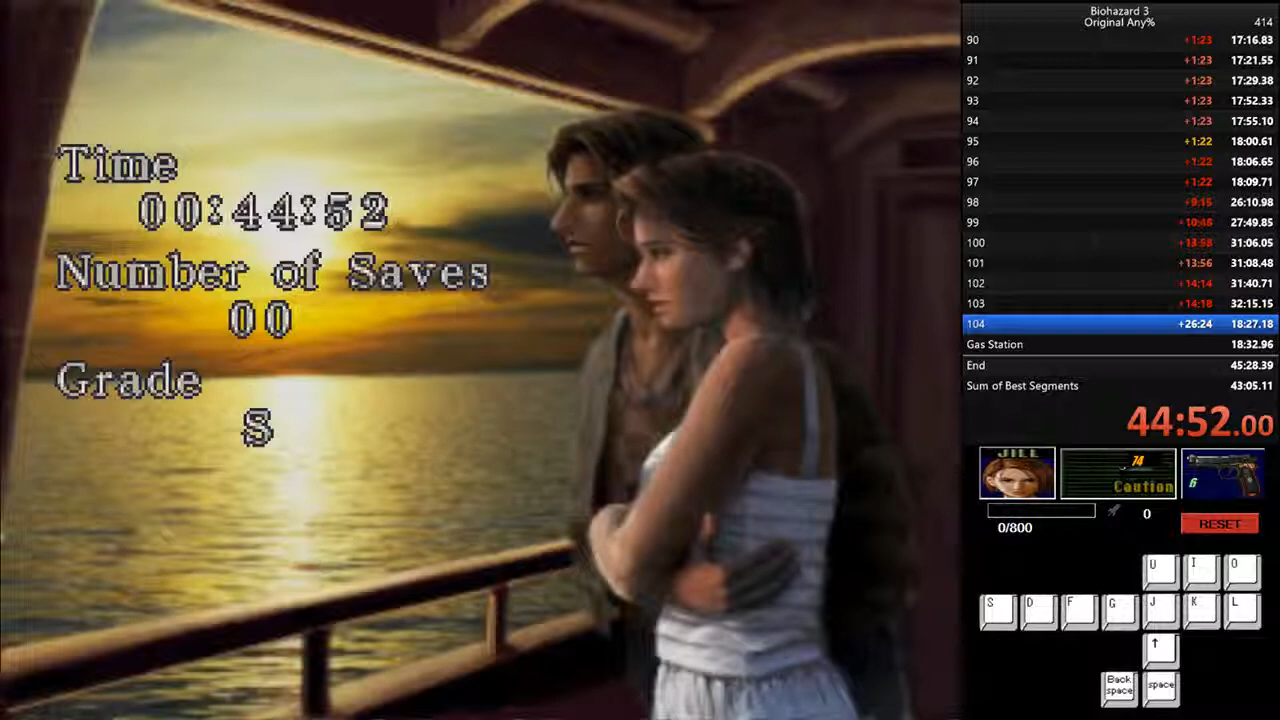 Time
00:44:52
Number of Saves
00
Grade
S
Biohazard 3
Original Any%
414
90 +1:23 17:16.83
91 +1:23 17:21.55
92 +1:23 17:29.38
93 +1:23 17:52.33
94 +1:23 17:55.10
95 +1:22 18:00.61
96 +1:22 18:06.65
97 +1:22 18:09.71
98 +9:15 26:10.98
99 +10:48 27:49.85
100 +13:58 31:06.05
101 +13:56 31:08.48
102 +14:14 31:40.71
103 +14:18 32:15.15
104 +26:24 18:27.18
Gas Station 18:32.96
End 45:28.39
Sum of Best Segments 43:05.11
44:52.00
JILL
74
Caution
6
0/800
0
RESET
U I O
S D F G J K L
↑
Back space
space